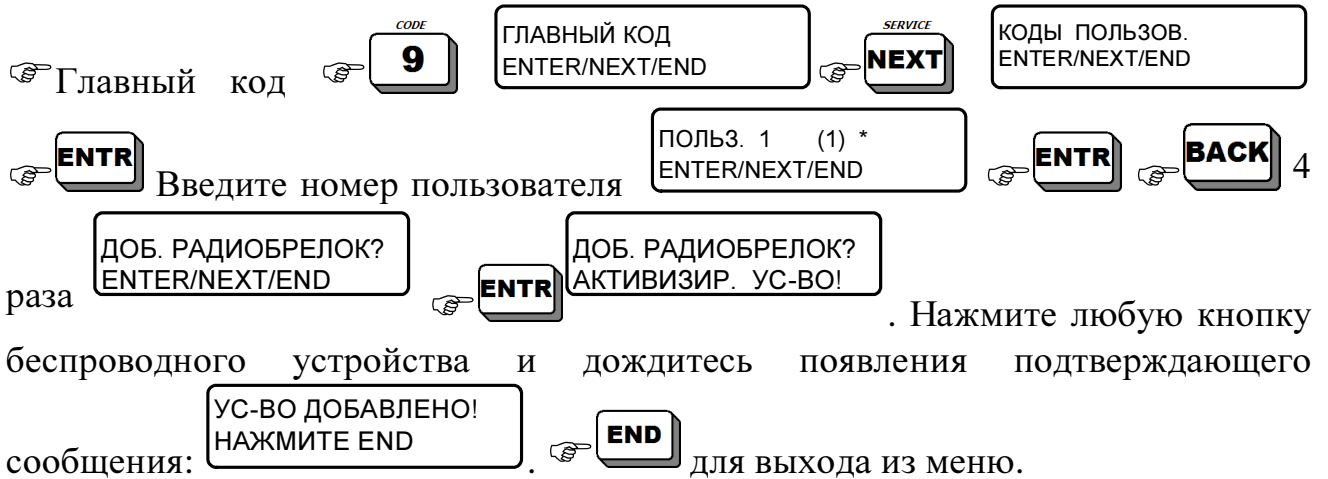 CODE SERVICE
☞Главный код ☞ 9 ГЛАВНЫЙ КОД ENTER/NEXT/END ☞ NEXT КОДЫ ПОЛЬЗОВ. ENTER/NEXT/END
☞ ENTR Введите номер пользователя ПОЛЬЗ. 1 (1) * ENTER/NEXT/END ☞ ENTR ☞ BACK 4
раза ДОБ. РАДИОБРЕЛОК? ENTER/NEXT/END ☞ ENTR ДОБ. РАДИОБРЕЛОК? АКТИВИЗИР. УС-ВО! . Нажмите любую кнопку
беспроводного устройства и дождитесь появления подтверждающего
сообщения: УС-ВО ДОБАВЛЕНО! НАЖМИТЕ END . ☞ END для выхода из меню.